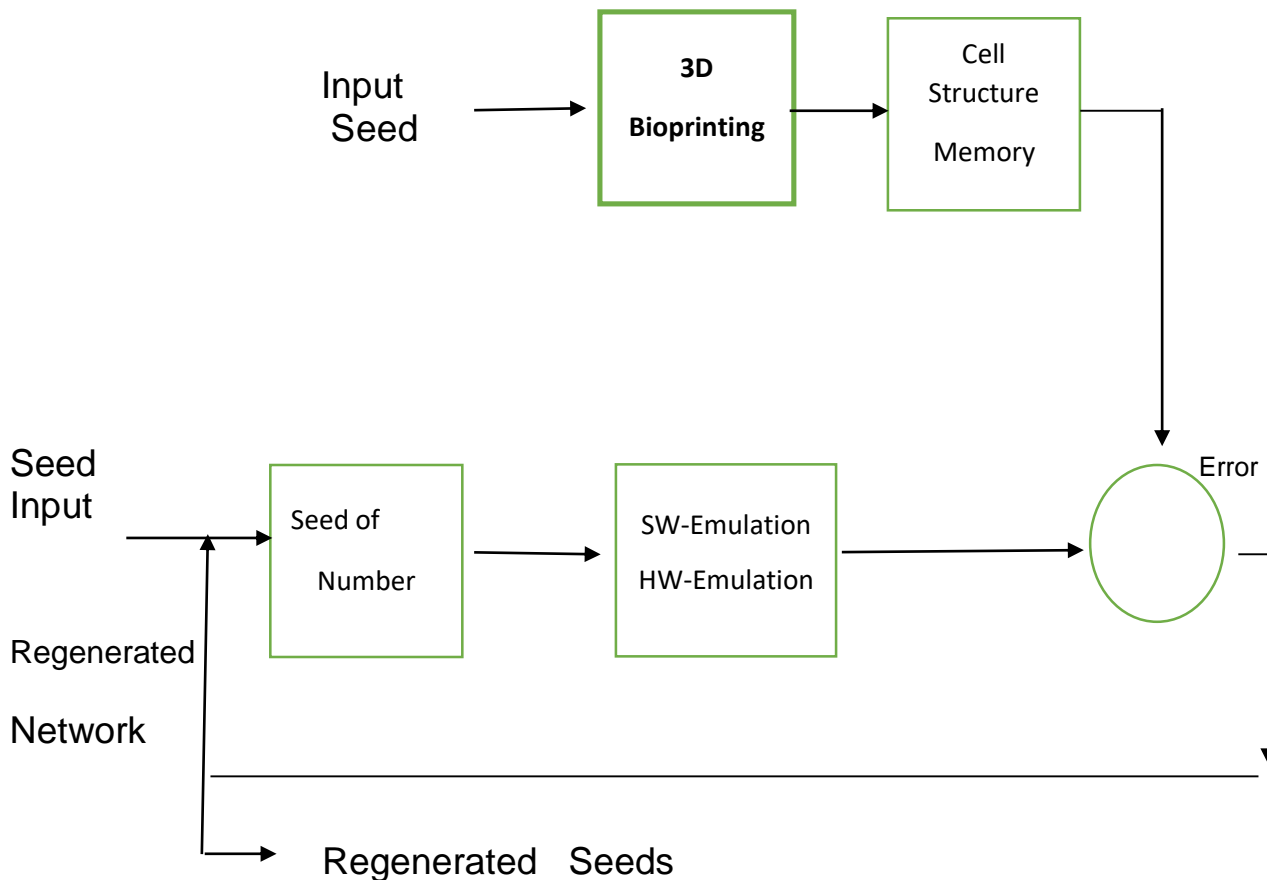 Input
Seed
3D
Bioprinting
Cell
Structure
Memory
Seed
Input
Seed of
Number
SW-Emulation
HW-Emulation
Error
Regenerated
Network
Regenerated Seeds